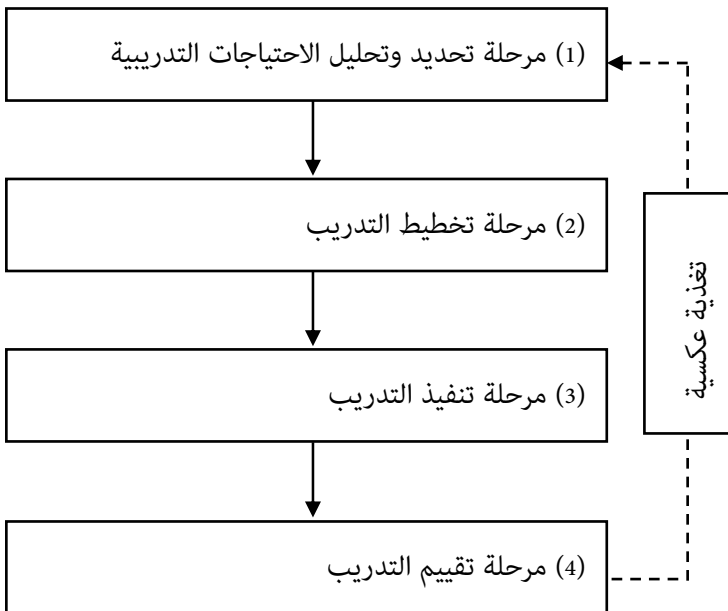 (1) مرحلة تحديد وتحليل الاحتياجات التدريبية
(2) مرحلة تخطيط التدريب
(3) مرحلة تنفيذ التدريب
(4) مرحلة تقييم التدريب
تغذية عكسية